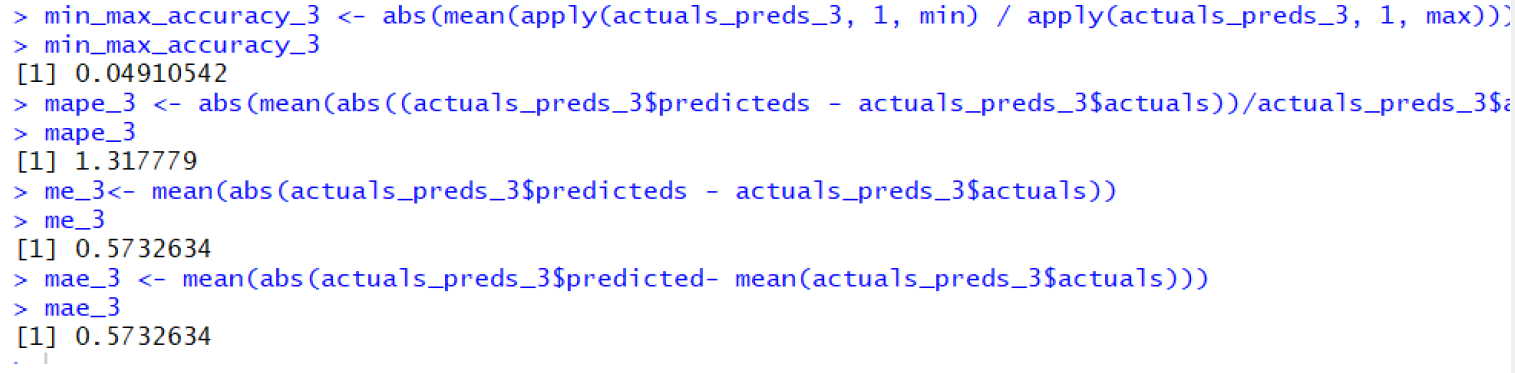 > min_max_accuracy_3 <- abs(mean(apply(actuals_preds_3, 1, min) / apply(actuals_preds_3, 1, max)))
> min_max_accuracy_3
[1] 0.04910542
> mape_3 <- abs(mean(abs((actuals_preds_3$predicteds - actuals_preds_3$actuals))/actuals_preds_3$a
> mape_3
[1] 1.317779
> me_3<- mean(abs(actuals_preds_3$predicteds - actuals_preds_3$actuals))
> me_3
[1] 0.5732634
> mae_3 <- mean(abs(actuals_preds_3$predicted- mean(actuals_preds_3$actuals)))
> mae_3
[1] 0.5732634